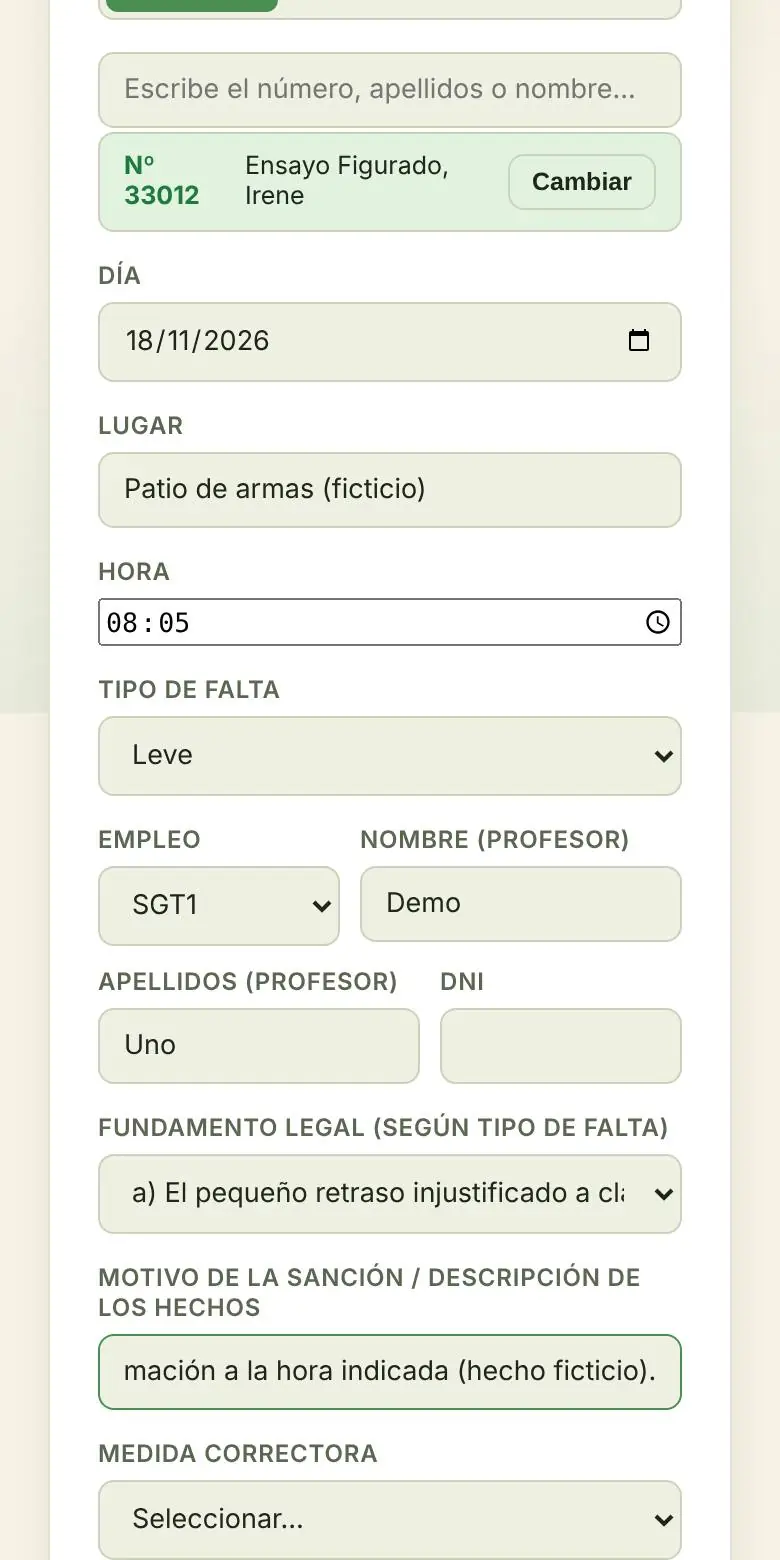 Escribe el número, apellidos o nombre...
Nº
33012
Ensayo Figurado,
Irene
Cambiar
DÍA
18/11/2026
LUGAR
Patio de armas (ficticio)
HORA
08:05
TIPO DE FALTA
Leve
EMPLEO
NOMBRE (PROFESOR)
SGT1
Demo
APELLIDOS (PROFESOR)
DNI
Uno
FUNDAMENTO LEGAL (SEGÚN TIPO DE FALTA)
a) El pequeño retraso injustificado a cla
MOTIVO DE LA SANCIÓN / DESCRIPCIÓN DE
LOS HECHOS
mación a la hora indicada (hecho ficticio).
MEDIDA CORRECTORA
Seleccionar...